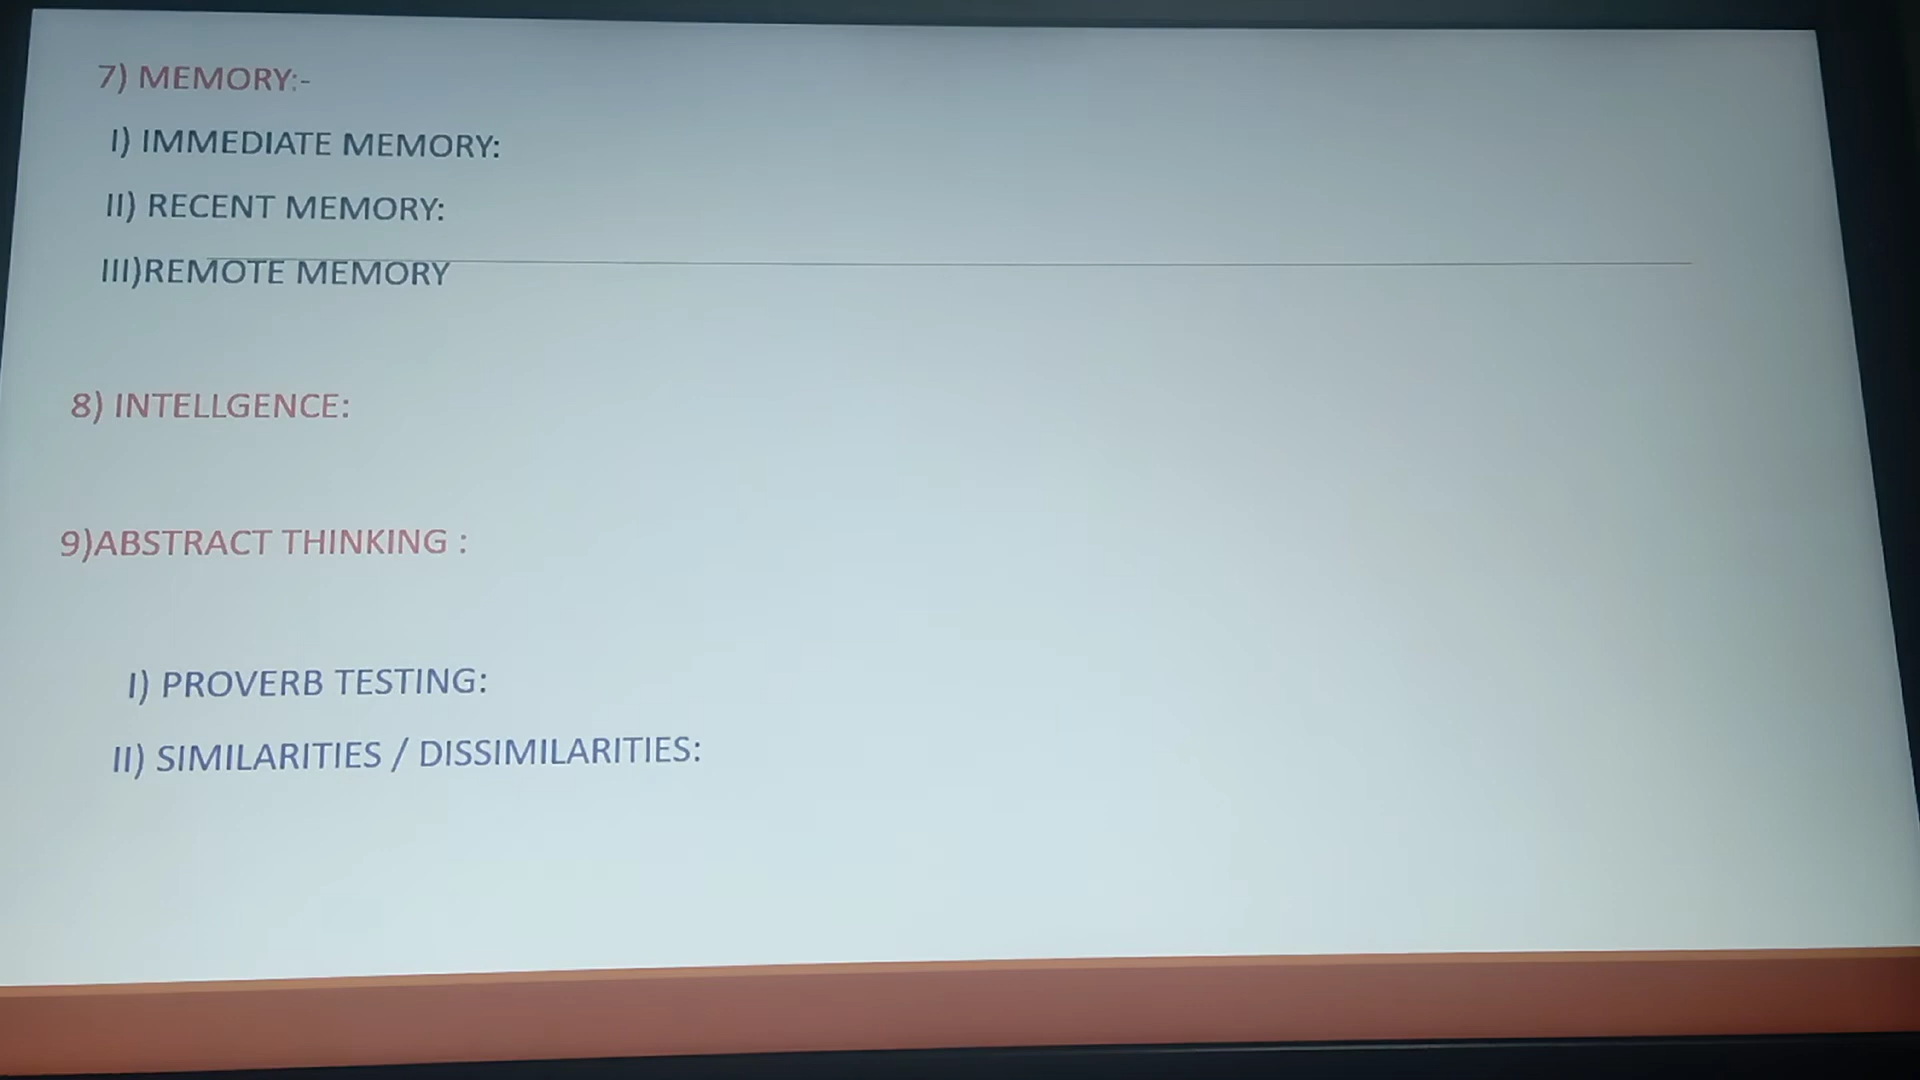 7) MEMORY:-
I) IMMEDIATE MEMORY:
II) RECENT MEMORY:
III)REMOTE MEMORY
8) INTELLGENCE:
9)ABSTRACT THINKING :
I) PROVERB TESTING:
II) SIMILARITIES / DISSIMILARITIES: